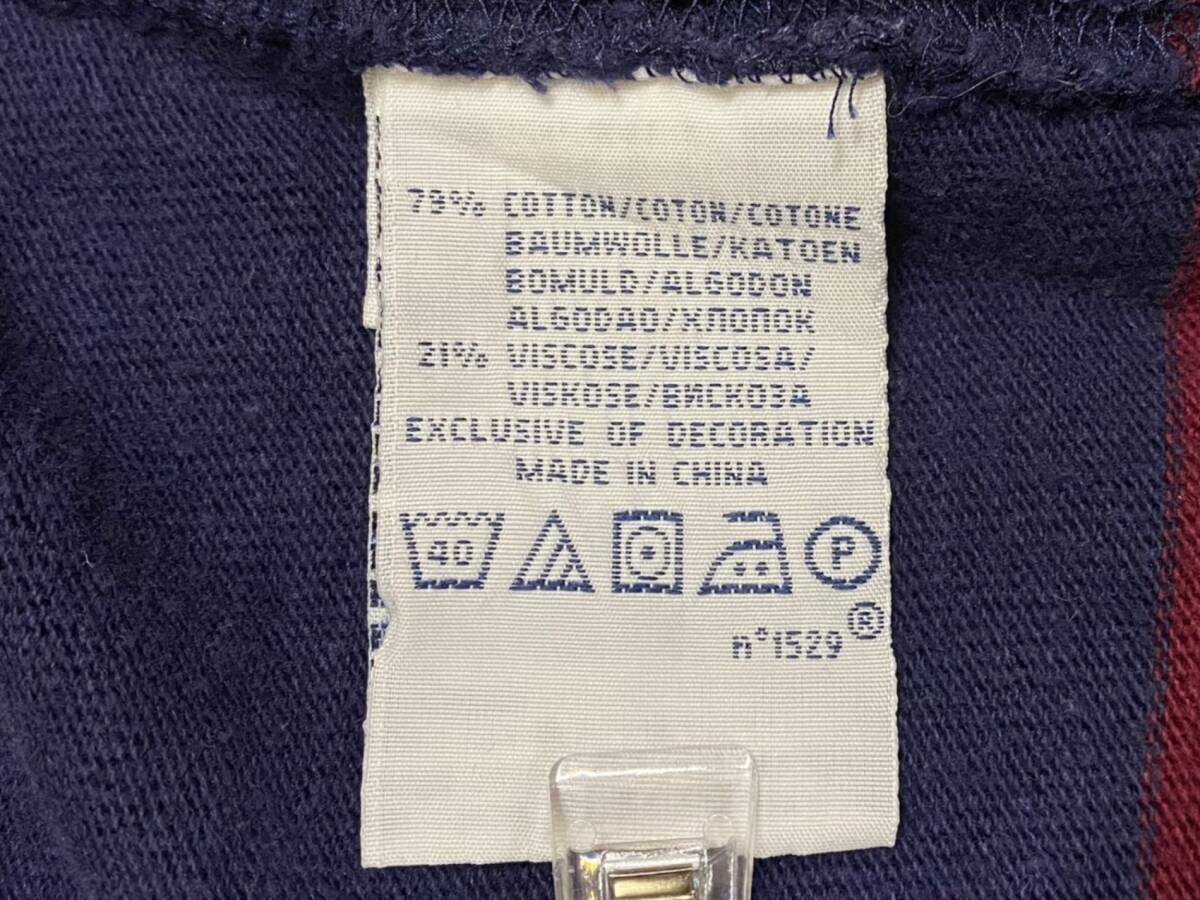 79% COTTON/COTON/COTONE
BAUMWOLLE/KATOEN
BOMULD/ALGODON
ALGODAO/ХЛОПОК
21% VISCOSE/VISCOSA/
VISKOSE/ВИСКОЗА
EXCLUSIVE OF DECORATION
MADE IN CHINA
40 P
n°1529 ®